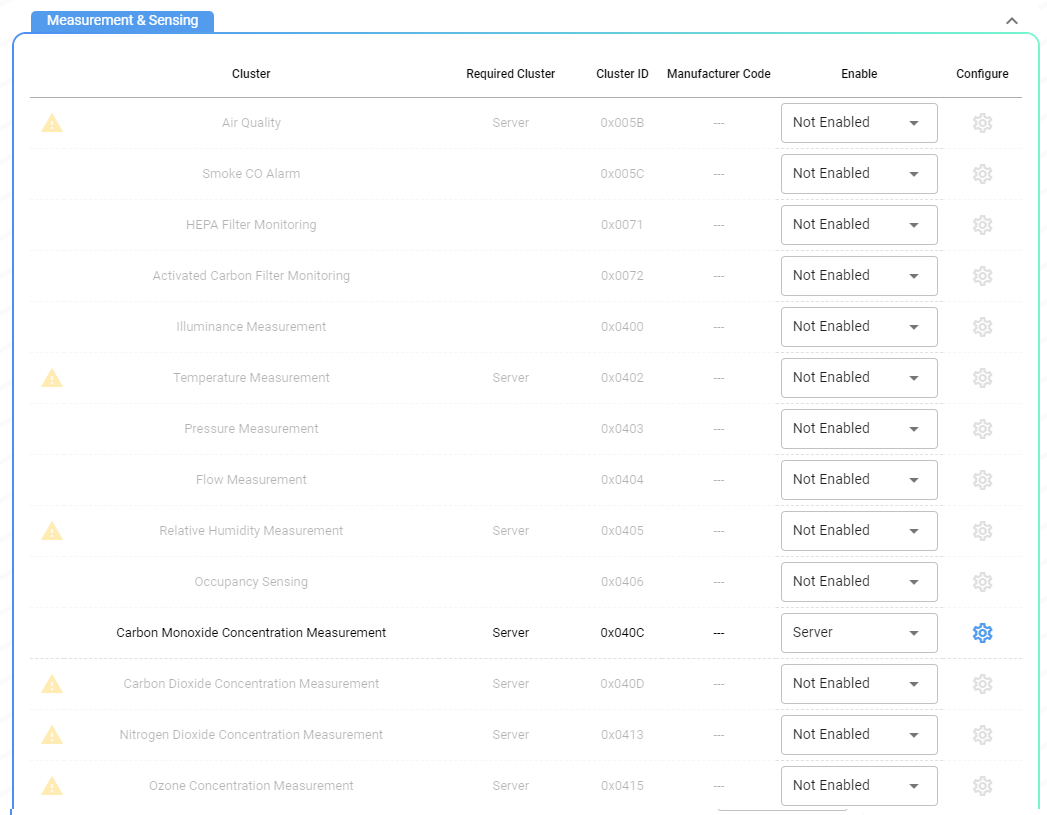 Measurement & Sensing
Cluster Required Cluster Cluster ID Manufacturer Code Enable Configure
Air Quality Server 0x005B --- Not Enabled
Smoke CO Alarm 0x005C --- Not Enabled
HEPA Filter Monitoring 0x0071 --- Not Enabled
Activated Carbon Filter Monitoring 0x0072 --- Not Enabled
Illuminance Measurement 0x0400 --- Not Enabled
Temperature Measurement Server 0x0402 --- Not Enabled
Pressure Measurement 0x0403 --- Not Enabled
Flow Measurement 0x0404 --- Not Enabled
Relative Humidity Measurement Server 0x0405 --- Not Enabled
Occupancy Sensing 0x0406 --- Not Enabled
Carbon Monoxide Concentration Measurement Server 0x040C --- Server
Carbon Dioxide Concentration Measurement Server 0x040D --- Not Enabled
Nitrogen Dioxide Concentration Measurement Server 0x0413 --- Not Enabled
Ozone Concentration Measurement Server 0x0415 --- Not Enabled